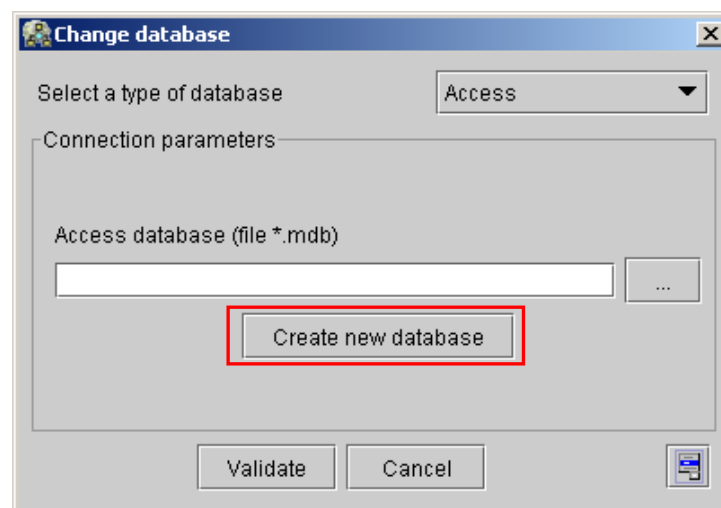 Change database
Select a type of database
Access
Connection parameters
Access database (file *.mdb)
...
Create new database
Validate
Cancel